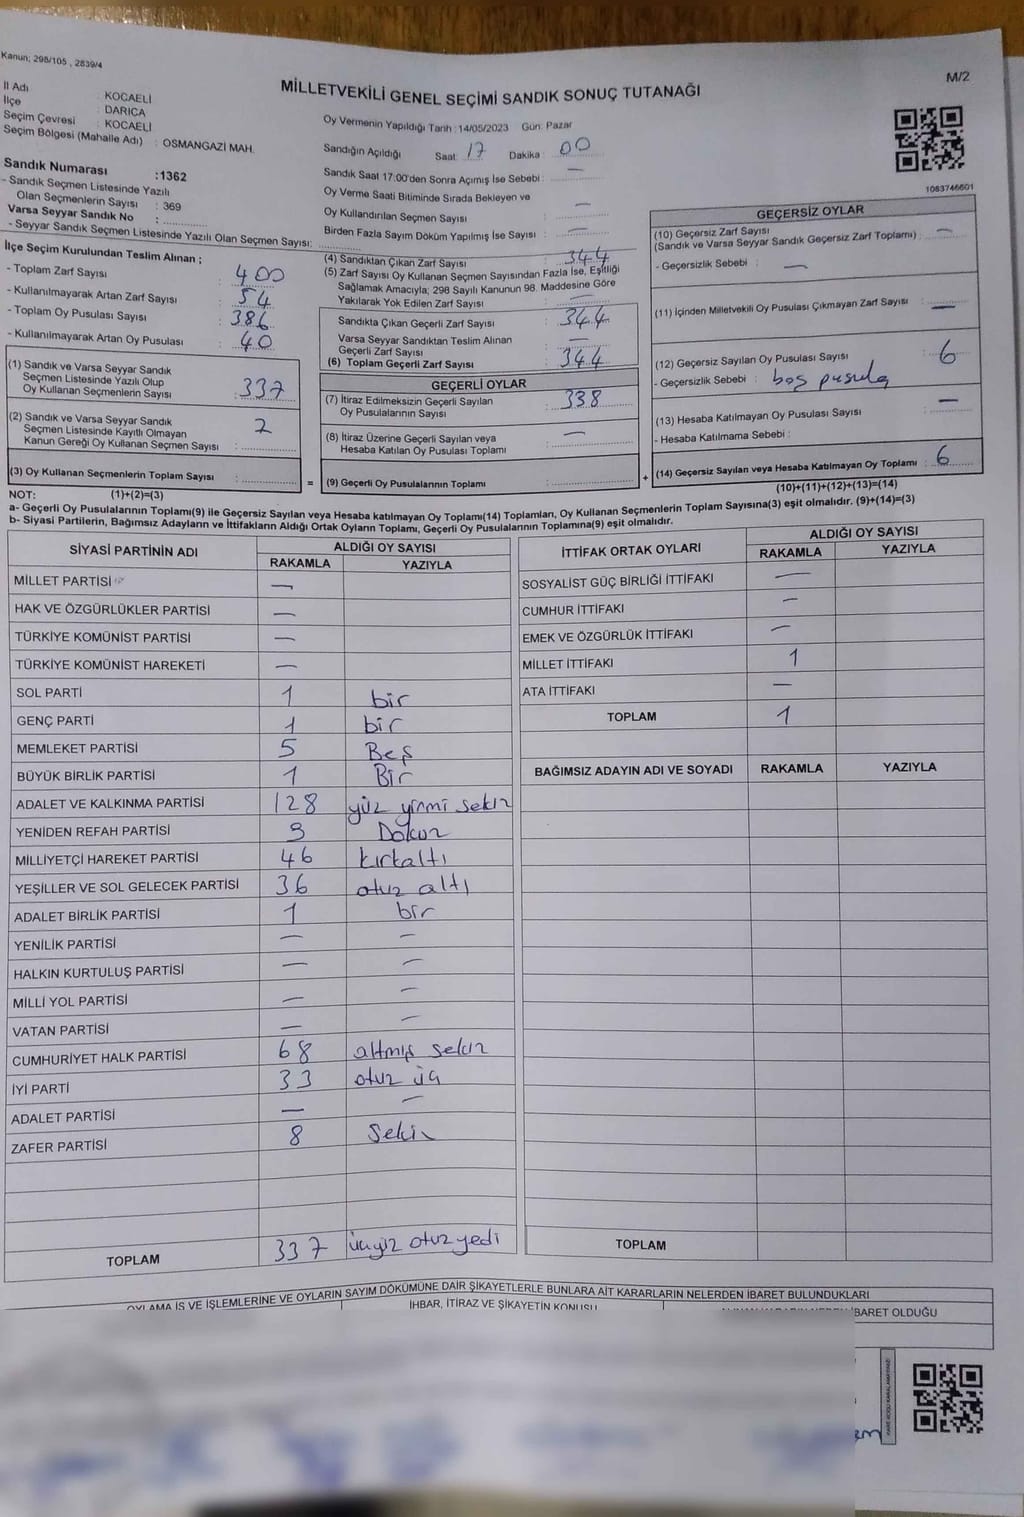 Kanun: 298/105 , 2839/4
M/2
MİLLETVEKİLİ GENEL SEÇİMİ SANDIK SONUÇ TUTANAĞI
İl Adı : KOCAELİ
İlçe : DARICA
Seçim Çevresi : KOCAELİ
Seçim Bölgesi (Mahalle Adı) : OSMANGAZİ MAH.
Sandık Numarası :1362
- Sandık Seçmen Listesinde Yazılı
Olan Seçmenlerin Sayısı : 369
Varsa Seyyar Sandık No :
- Seyyar Sandık Seçmen Listesinde Yazılı Olan Seçmen Sayısı:
Oy Vermenin Yapıldığı Tarih :14/05/2023 Gün: Pazar
Sandığın Açıldığı Saat: 17 Dakika : 00
Sandık Saat 17:00'den Sonra Açımış İse Sebebi : —
Oy Verme Saati Bitiminde Sırada Bekleyen ve
Oy Kullandırılan Seçmen Sayısı : —
Birden Fazla Sayım Döküm Yapılmış İse Sayısı : —
1083746601
İlçe Seçim Kurulundan Teslim Alınan ;
- Toplam Zarf Sayısı : 400
- Kullanılmayarak Artan Zarf Sayısı : 54
- Toplam Oy Pusulası Sayısı : 386
- Kullanılmayarak Artan Oy Pusulası : 40
(1) Sandık ve Varsa Seyyar Sandık
Seçmen Listesinde Yazılı Olup
Oy Kullanan Seçmenlerin Sayısı : 337
(2) Sandık ve Varsa Seyyar Sandık
Seçmen Listesinde Kayıtlı Olmayan
Kanun Gereği Oy Kullanan Seçmen Sayısı : 2
(3) Oy Kullanan Seçmenlerin Toplam Sayısı :
(4) Sandıktan Çıkan Zarf Sayısı : 344
(5) Zarf Sayısı Oy Kullanan Seçmen Sayısından Fazla İse, Eşitliği
Sağlamak Amacıyla; 298 Sayılı Kanunun 98. Maddesine Göre
Yakılarak Yok Edilen Zarf Sayısı : —
Sandıkta Çıkan Geçerli Zarf Sayısı : 344
Varsa Seyyar Sandıktan Teslim Alınan
Geçerli Zarf Sayısı : —
(6) Toplam Geçerli Zarf Sayısı : 344
GEÇERLİ OYLAR
(7) İtiraz Edilmeksizin Geçerli Sayılan
Oy Pusulalarının Sayısı : 338
(8) İtiraz Üzerine Geçerli Sayılan veya
Hesaba Katılan Oy Pusulası Toplamı : —
= (9) Geçerli Oy Pusulalarının Toplamı :
GEÇERSİZ OYLAR
(10) Geçersiz Zarf Sayısı
(Sandık ve Varsa Seyyar Sandık Geçersiz Zarf Toplamı) : —
- Geçersizlik Sebebi : —
(11) İçinden Milletvekili Oy Pusulası Çıkmayan Zarf Sayısı : —
(12) Geçersiz Sayılan Oy Pusulası Sayısı : 6
- Geçersizlik Sebebi : boş pusula
(13) Hesaba Katılmayan Oy Pusulası Sayısı : —
- Hesaba Katılmama Sebebi :
+ (14) Geçersiz Sayılan veya Hesaba Katılmayan Oy Toplamı : 6
NOT: (1)+(2)=(3)
(10)+(11)+(12)+(13)=(14)
a- Geçerli Oy Pusulalarının Toplamı(9) ile Geçersiz Sayılan veya Hesaba katılmayan Oy Toplamı(14) Toplamları, Oy Kullanan Seçmenlerin Toplam Sayısına(3) eşit olmalıdır. (9)+(14)=(3)
b- Siyasi Partilerin, Bağımsız Adayların ve İttifakların Aldığı Ortak Oyların Toplamı, Geçerli Oy Pusulalarının Toplamına(9) eşit olmalıdır.
SİYASİ PARTİNİN ADI ALDIĞI OY SAYISI
RAKAMLA YAZIYLA
MİLLET PARTİSİ —
HAK VE ÖZGÜRLÜKLER PARTİSİ —
TÜRKİYE KOMÜNİST PARTİSİ —
TÜRKİYE KOMÜNİST HAREKETİ —
SOL PARTİ 1 bir
GENÇ PARTİ 1 bir
MEMLEKET PARTİSİ 5 Beş
BÜYÜK BİRLİK PARTİSİ 1 Bir
ADALET VE KALKINMA PARTİSİ 128 yüz yirmi sekiz
YENİDEN REFAH PARTİSİ 9 Dokuz
MİLLİYETÇİ HAREKET PARTİSİ 46 kırkaltı
YEŞİLLER VE SOL GELECEK PARTİSİ 36 otuz altı
ADALET BİRLİK PARTİSİ 1 bir
YENİLİK PARTİSİ — —
HALKIN KURTULUŞ PARTİSİ — —
MİLLİ YOL PARTİSİ — —
VATAN PARTİSİ — —
CUMHURİYET HALK PARTİSİ 68 altmış sekiz
İYİ PARTİ 33 otuz üç
ADALET PARTİSİ — —
ZAFER PARTİSİ 8 Sekiz
TOPLAM 337 üçyüz otuz yedi
İTTİFAK ORTAK OYLARI ALDIĞI OY SAYISI
RAKAMLA YAZIYLA
SOSYALİST GÜÇ BİRLİĞİ İTTİFAKI —
CUMHUR İTTİFAKI —
EMEK VE ÖZGÜRLÜK İTTİFAKI —
MİLLET İTTİFAKI 1
ATA İTTİFAKI —
TOPLAM 1
BAĞIMSIZ ADAYIN ADI VE SOYADI RAKAMLA YAZIYLA
TOPLAM
OYLAMA İŞ VE İŞLEMLERİNE VE OYLARIN SAYIM DÖKÜMÜNE DAİR ŞİKAYETLERLE BUNLARA AİT KARARLARIN NELERDEN İBARET BULUNDUKLARI
İHBAR, İTİRAZ VE ŞİKAYETİN KONUSU
İBARET OLDUĞU